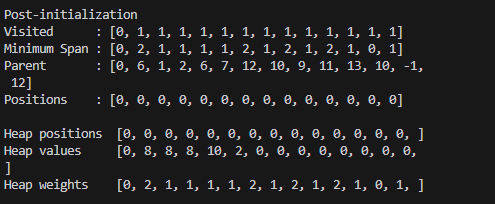 Post-initialization
Visited      : [0, 1, 1, 1, 1, 1, 1, 1, 1, 1, 1, 1, 1, 1]
Minimum Span : [0, 2, 1, 1, 1, 1, 2, 1, 2, 1, 2, 1, 0, 1]
Parent       : [0, 6, 1, 2, 6, 7, 12, 10, 9, 11, 13, 10, -1,
 12]
Positions    : [0, 0, 0, 0, 0, 0, 0, 0, 0, 0, 0, 0, 0, 0]
Heap positions  [0, 0, 0, 0, 0, 0, 0, 0, 0, 0, 0, 0, 0, 0, ]
Heap values     [0, 8, 8, 8, 10, 2, 0, 0, 0, 0, 0, 0, 0, 0,
]
Heap weights    [0, 2, 1, 1, 1, 1, 2, 1, 2, 1, 2, 1, 0, 1, ]